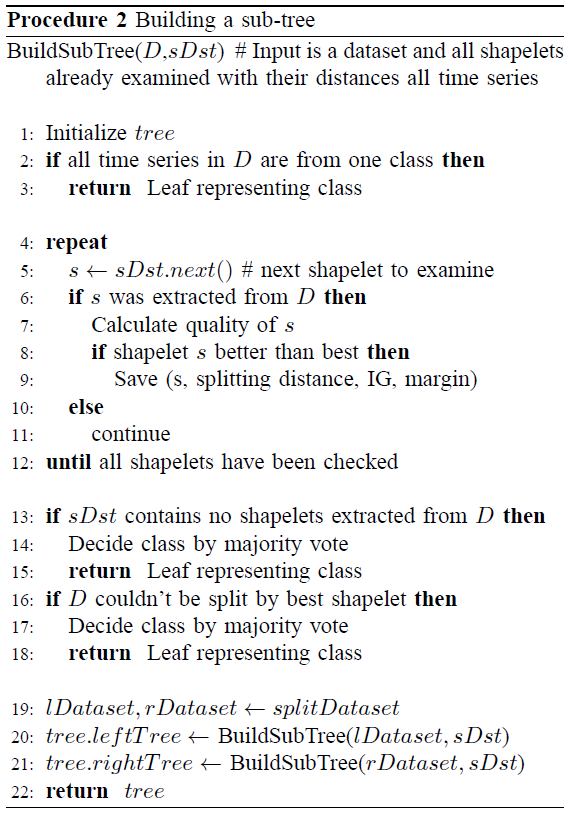 Procedure 2 Building a sub-tree
BuildSubTree(D,sDst) # Input is a dataset and all shapelets
already examined with their distances all time series
1: Initialize tree
2: if all time series in D are from one class then
3: return Leaf representing class
4: repeat
5: s ← sDst.next() # next shapelet to examine
6: if s was extracted from D then
7: Calculate quality of s
8: if shapelet s better than best then
9: Save (s, splitting distance, IG, margin)
10: else
11: continue
12: until all shapelets have been checked
13: if sDst contains no shapelets extracted from D then
14: Decide class by majority vote
15: return Leaf representing class
16: if D couldn't be split by best shapelet then
17: Decide class by majority vote
18: return Leaf representing class
19: lDataset, rDataset ← splitDataset
20: tree.leftTree ← BuildSubTree(lDataset, sDst)
21: tree.rightTree ← BuildSubTree(rDataset, sDst)
22: return tree